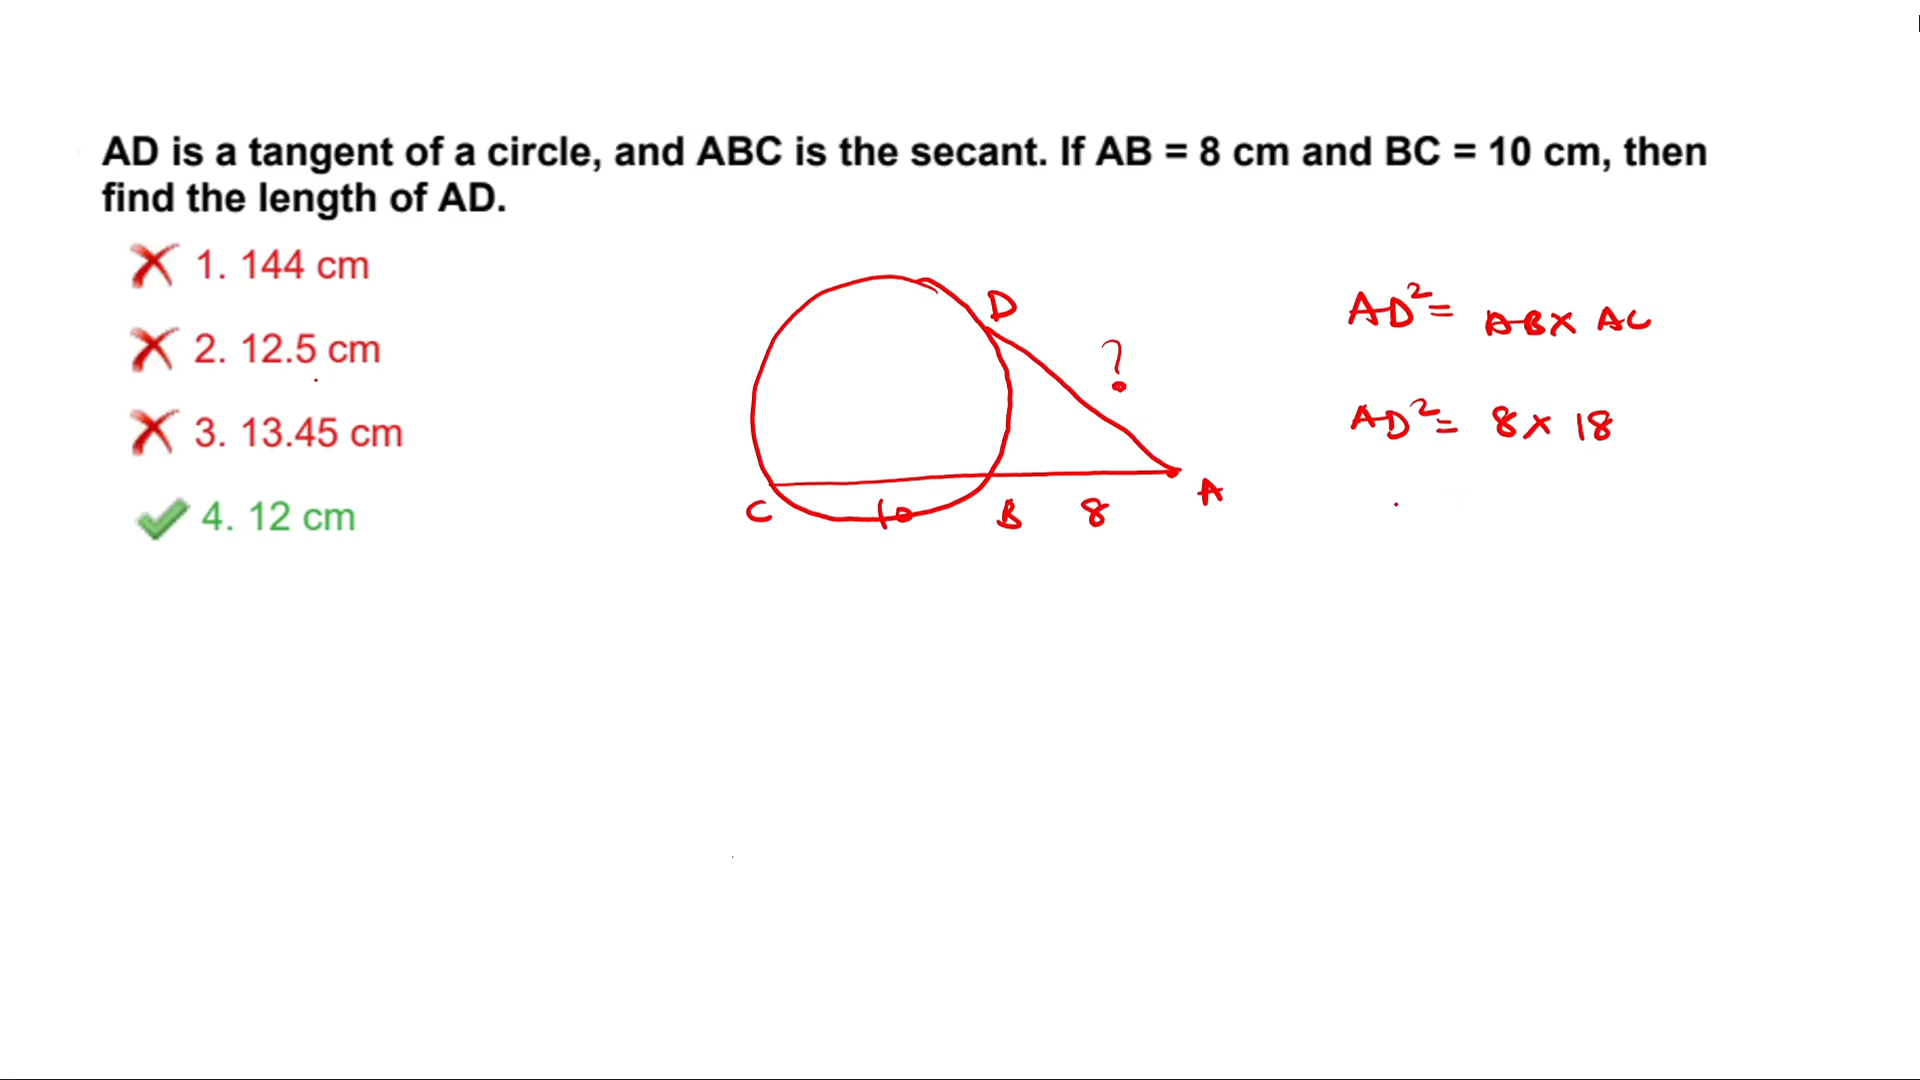 AD is a tangent of a circle, and ABC is the secant. If AB = 8 cm and BC = 10 cm, then
find the length of AD.
1. 144 cm
2. 12.5 cm
3. 13.45 cm
4. 12 cm
D
?
A
C
10
B
8
AD²= AB× AC
AD²= 8× 18